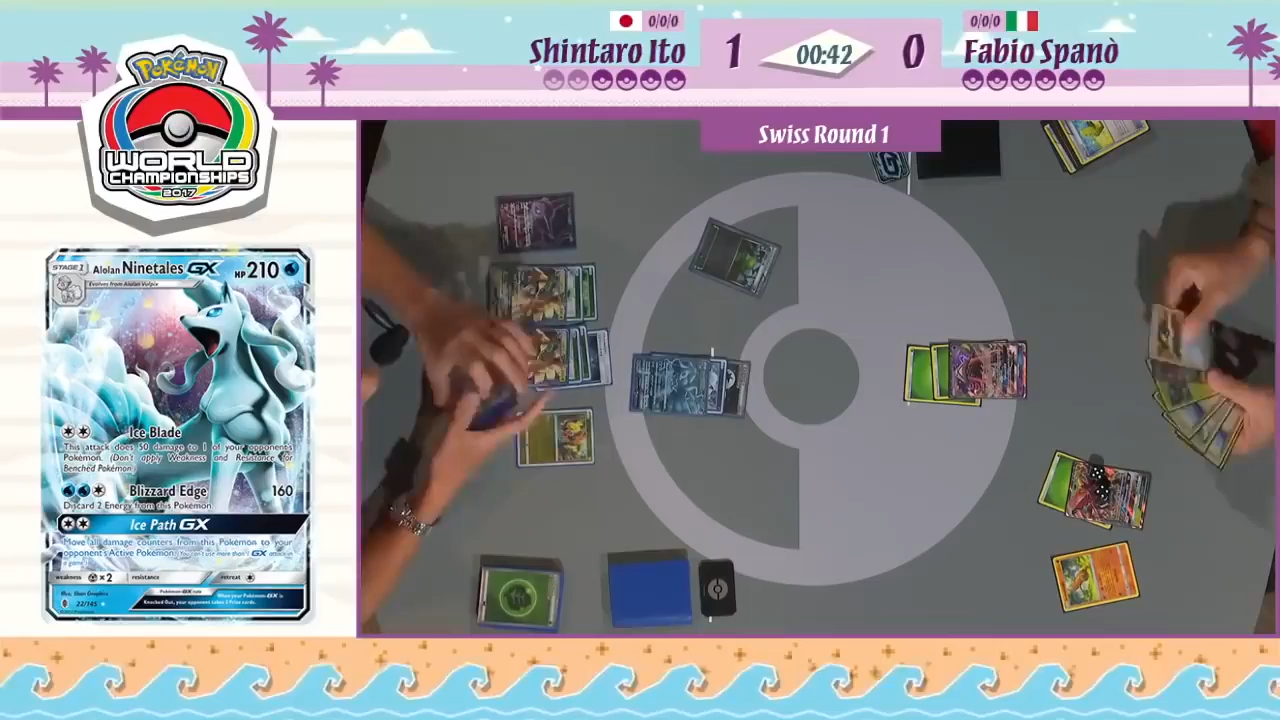 0/0/0
0/0/0
Shintaro Ito
1
00:42
0
Fabio Spanò
Swiss Round 1
POKéMON
WORLD
CHAMPIONSHIPS
2017
STAGE 1
Alolan Ninetales GX
HP 210
Evolves from Alolan Vulpix
Ice Blade
This attack does 50 damage to 1 of your opponent's
Pokémon. (Don't apply Weakness and Resistance for
Benched Pokémon.)
Blizzard Edge
160
Discard 2 Energy from this Pokémon.
Ice Path GX
Move all damage counters from this Pokémon to your
opponent's Active Pokémon. (You can't use more than 1 GX attack in
a game.)
weakness
×2
resistance
retreat
Pokémon-GX rule
When your Pokémon-GX is
Knocked Out, your opponent takes 2 Prize cards.
22/145